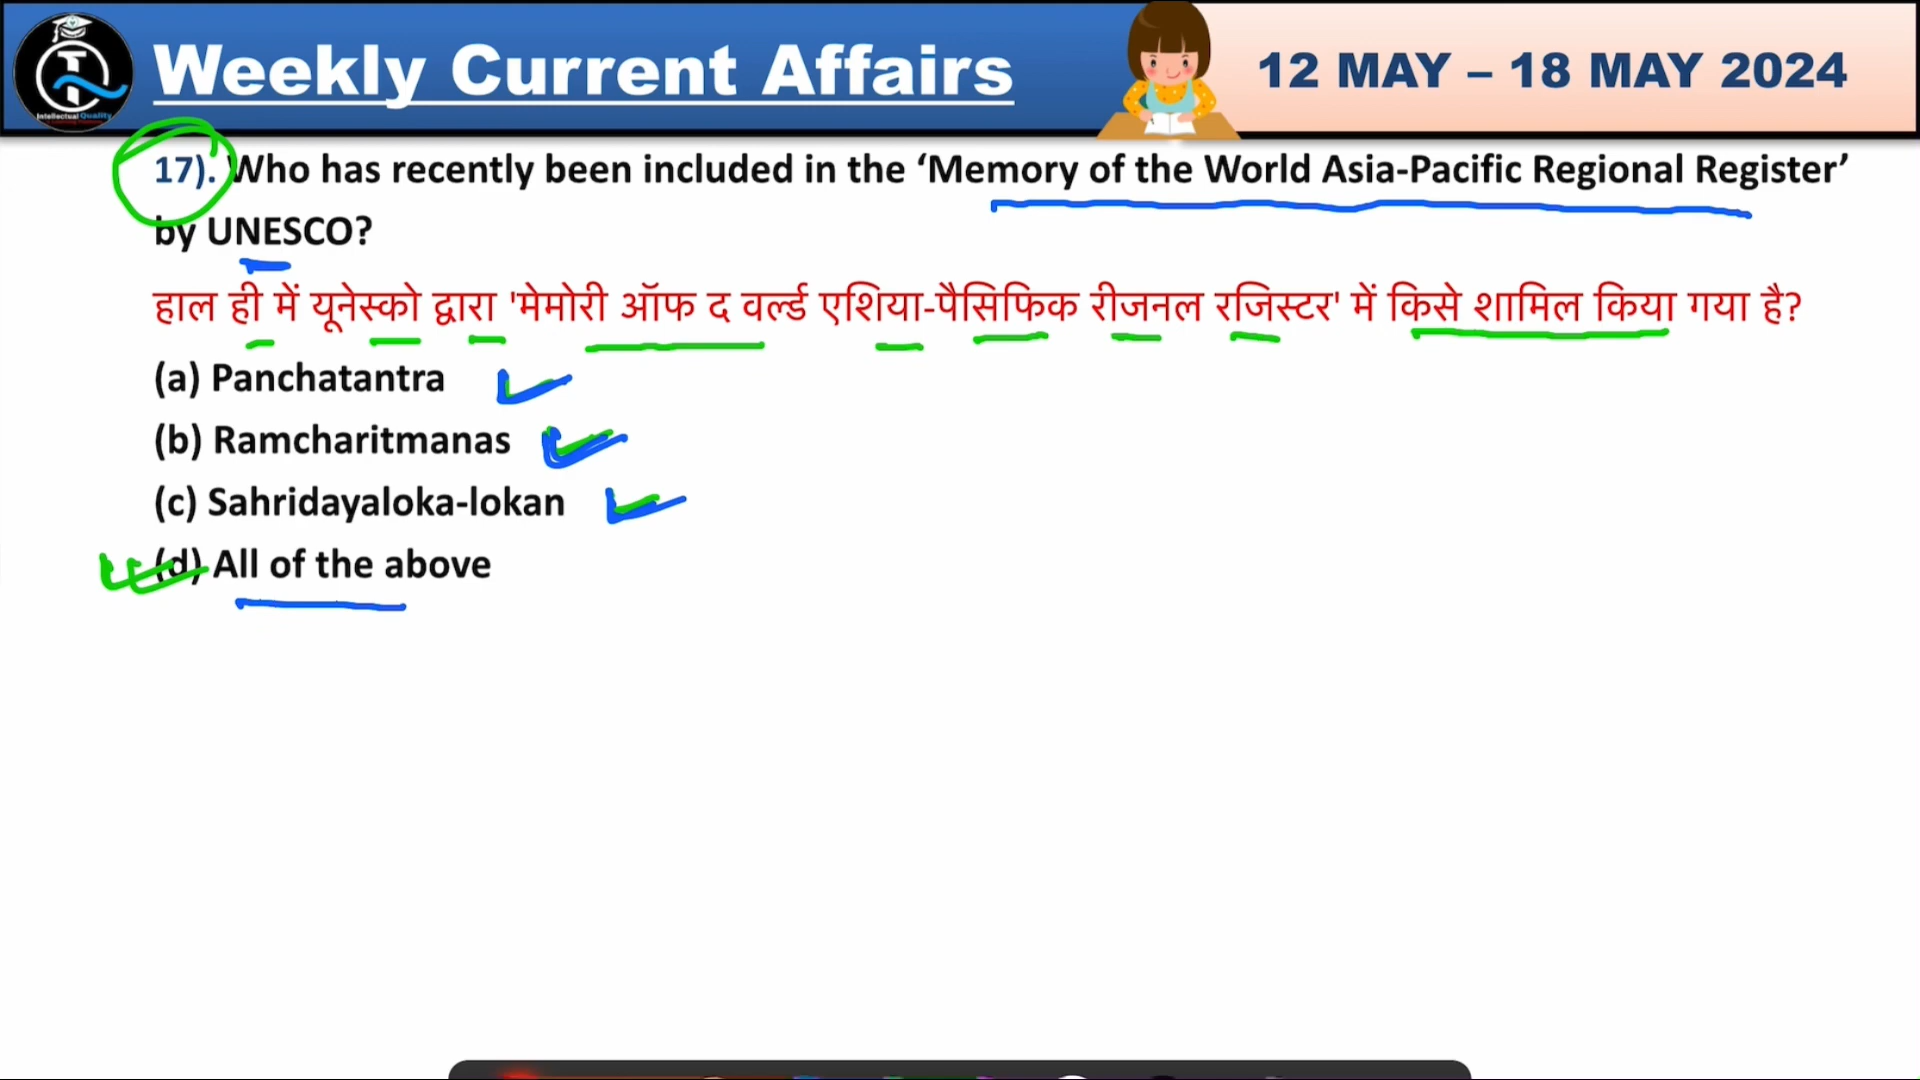 Intellectual Quality
Weekly Current Affairs
12 MAY – 18 MAY 2024
17). Who has recently been included in the ‘Memory of the World Asia-Pacific Regional Register’
by UNESCO?
हाल ही में यूनेस्को द्वारा 'मेमोरी ऑफ द वर्ल्ड एशिया-पैसिफिक रीजनल रजिस्टर' में किसे शामिल किया गया है?
(a) Panchatantra
(b) Ramcharitmanas
(c) Sahridayaloka-lokan
(d) All of the above